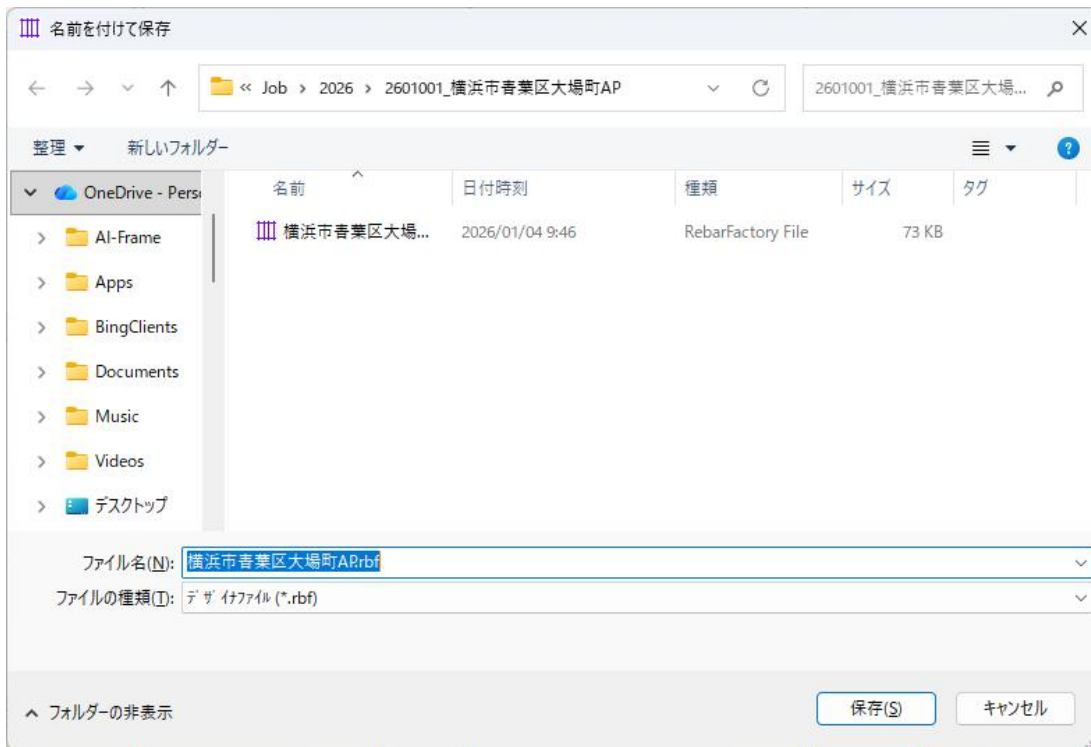 名前を付けて保存
« Job › 2026 › 2601001_横浜市青葉区大場町AP
2601001_横浜市青葉区大場...
整理 新しいフォルダー
OneDrive - Perso
AI-Frame
Apps
BingClients
Documents
Music
Videos
デスクトップ
名前 日付時刻 種類 サイズ タグ
横浜市青葉区大場... 2026/01/04 9:46 RebarFactory File 73 KB
ファイル名(N): 横浜市青葉区大場町AP.rbf
ファイルの種類(T): ﾃﾞｻﾞｲﾅﾌｧｲﾙ (*.rbf)
フォルダーの非表示
保存(S) キャンセル